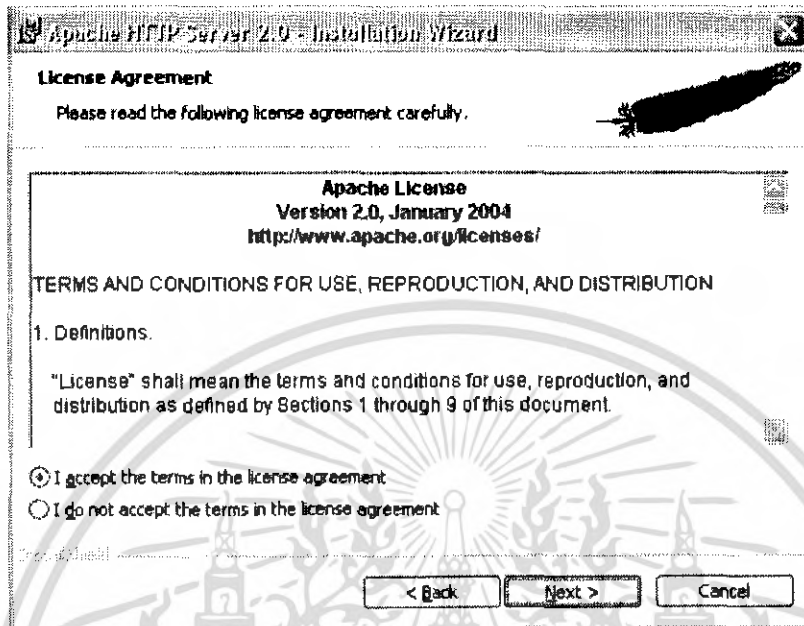 Apache HTTP Server 2.0 - Installation Wizard
License Agreement
Please read the following license agreement carefully.
Apache License
Version 2.0, January 2004
http://www.apache.org/licenses/
TERMS AND CONDITIONS FOR USE, REPRODUCTION, AND DISTRIBUTION
1. Definitions.
"License" shall mean the terms and conditions for use, reproduction, and
distribution as defined by Sections 1 through 9 of this document.
I accept the terms in the license agreement
I do not accept the terms in the license agreement
InstallShield
< Back
Next >
Cancel